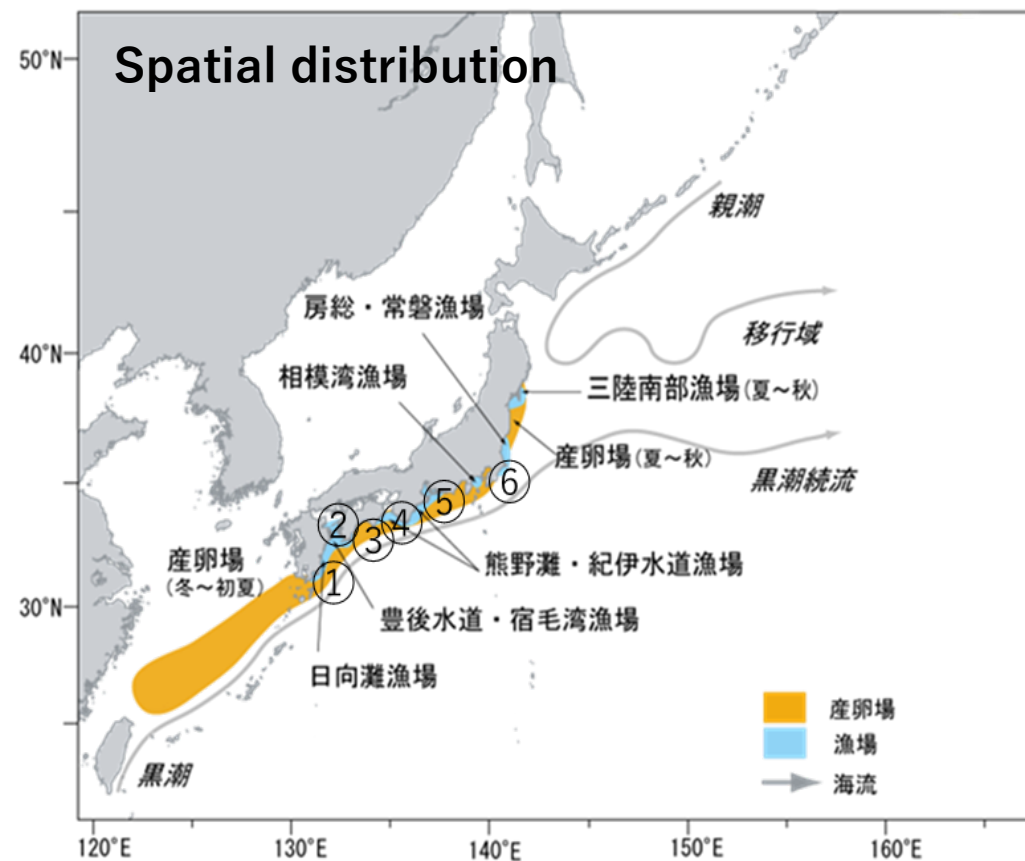 Spatial distribution
50°N
親潮
房総・常磐漁場
移行域
40°N
相模湾漁場
三陸南部漁場(夏～秋)
産卵場(夏～秋)
黒潮続流
⑥
⑤
④
②
③
熊野灘・紀伊水道漁場
産卵場
(冬～初夏)
①
30°N
豊後水道・宿毛湾漁場
日向灘漁場
産卵場
漁場
黒潮
海流
120°E
130°E
140°E
150°E
160°E